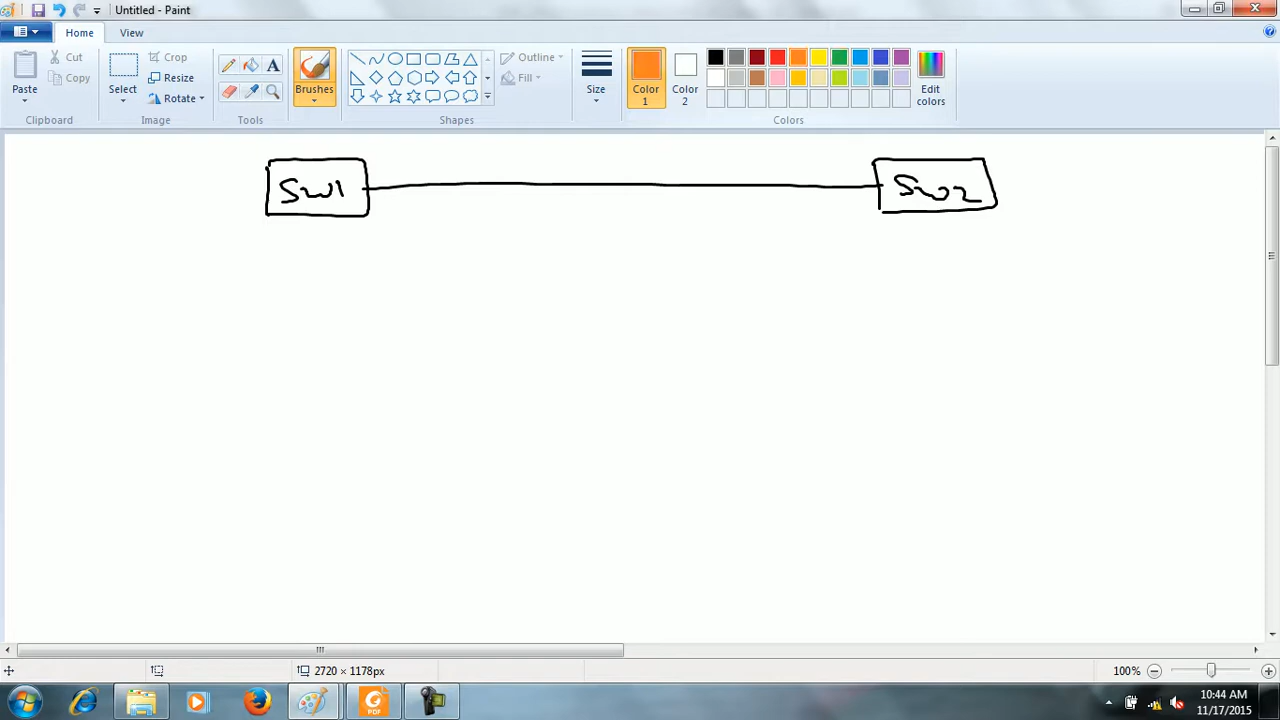 Untitled - Paint
Home
View
Paste
Cut
Copy
Clipboard
Select
Crop
Resize
Rotate
Image
Tools
Brushes
Outline
Fill
Shapes
Size
Color
1
Color
2
Edit
colors
Colors
SW1
SW2
2720 × 1178px
100%
PDF
10:44 AM
11/17/2015